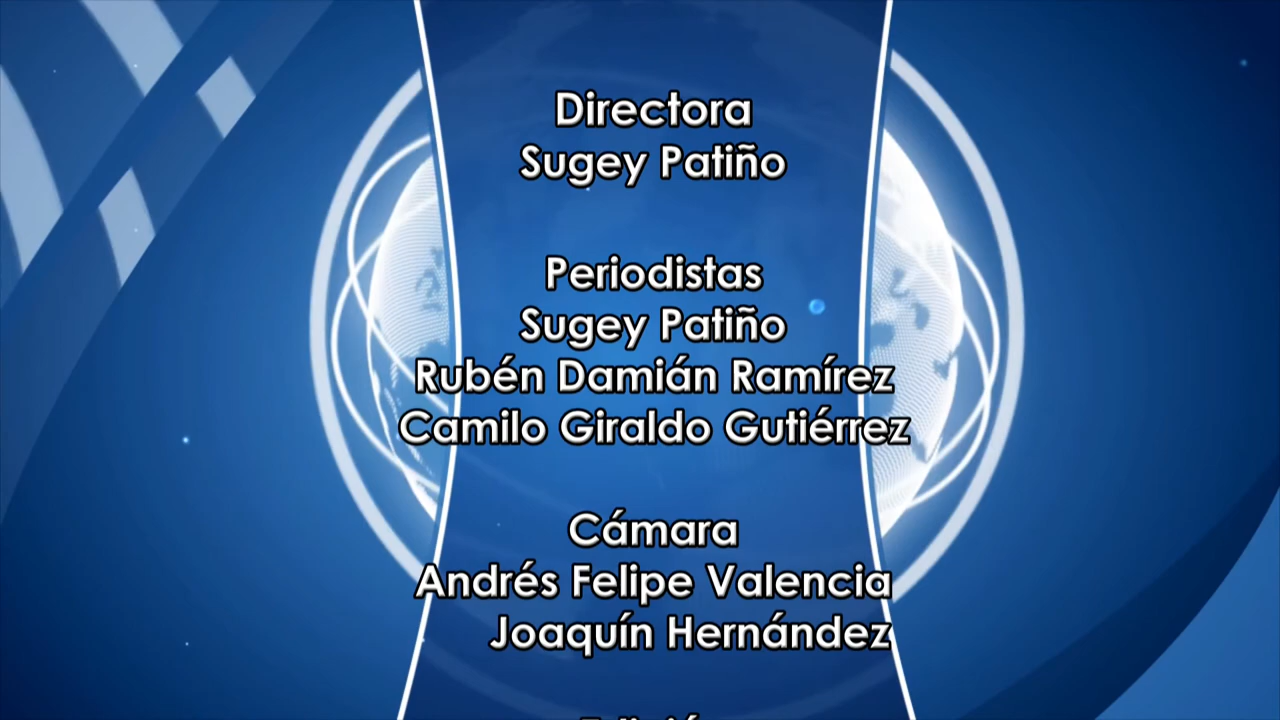 Directora
Sugey Patiño
Periodistas
Sugey Patiño
Rubén Damián Ramírez
Camilo Giraldo Gutiérrez
Cámara
Andrés Felipe Valencia
Joaquín Hernández